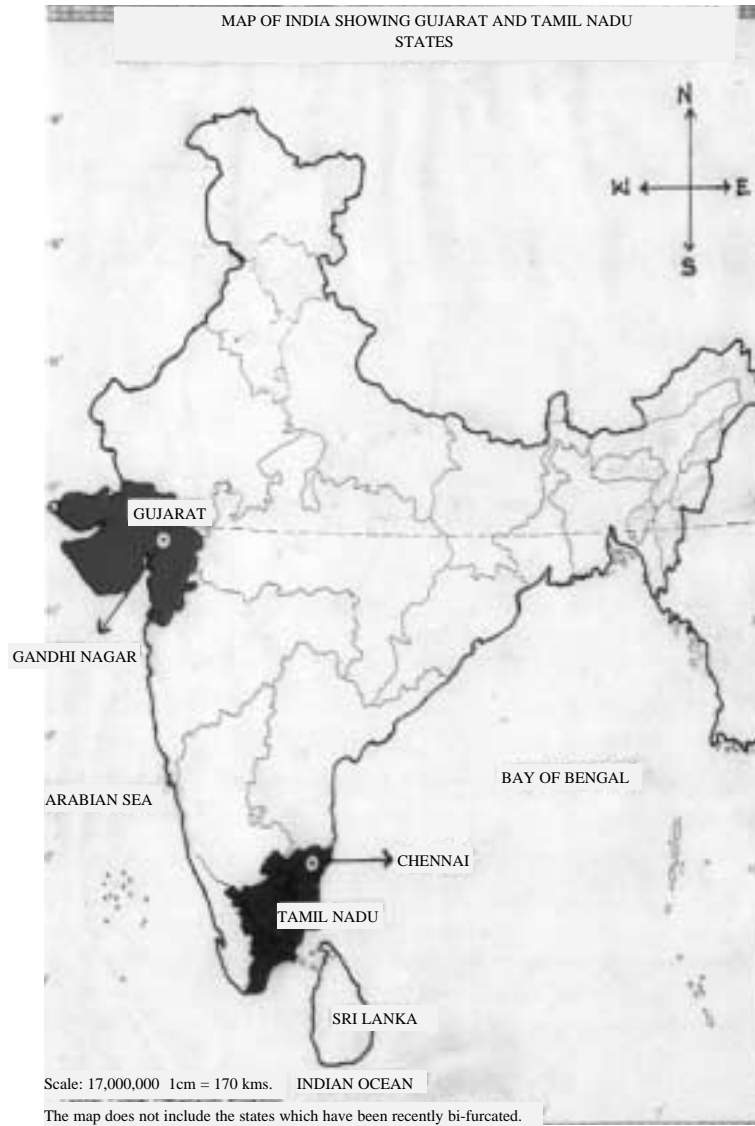 MAP OF INDIA SHOWING GUJARAT AND TAMIL NADU
STATES
N
W E
S
GUJARAT
GANDHI NAGAR
BAY OF BENGAL
ARABIAN SEA
CHENNAI
TAMIL NADU
SRI LANKA
Scale: 17,000,000 1cm = 170 kms. INDIAN OCEAN
The map does not include the states which have been recently bi-furcated.